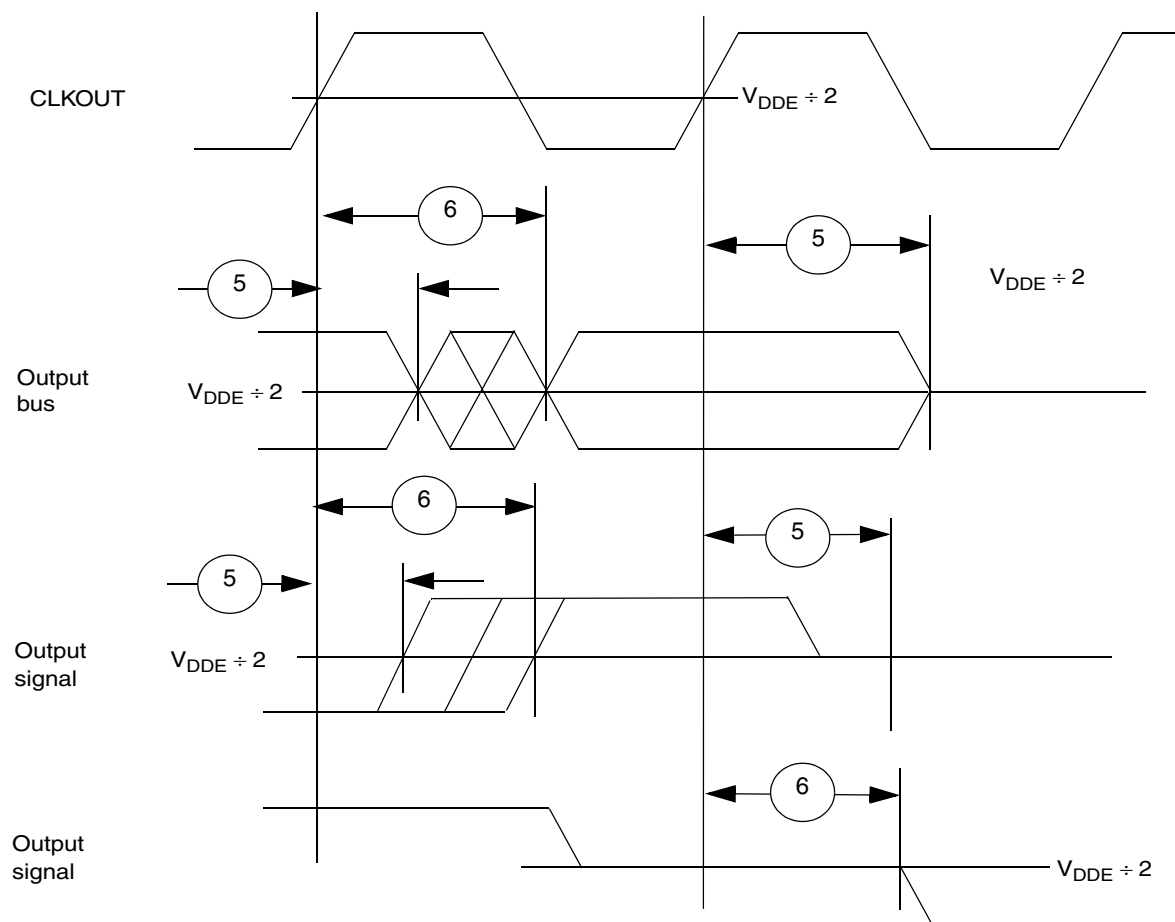 CLKOUT
V_DDE ÷ 2
6
5
5
V_DDE ÷ 2
Output
bus
V_DDE ÷ 2
6
5
5
Output
signal
V_DDE ÷ 2
6
Output
signal
V_DDE ÷ 2